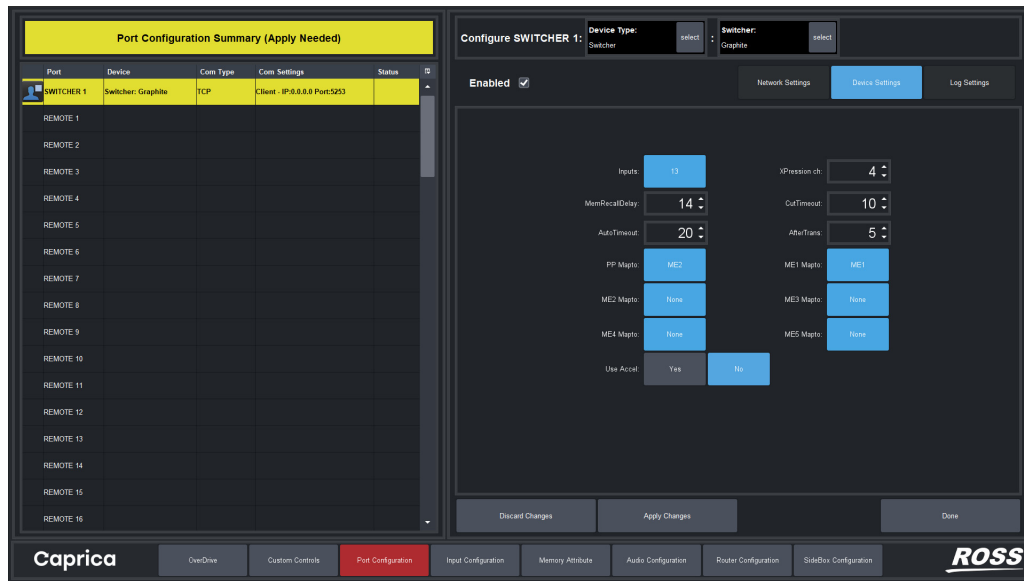 Port Configuration Summary (Apply Needed)
Port Device Com Type Com Settings Status
SWITCHER 1 Switcher: Graphite TCP Client - IP:0.0.0.0 Port:5253
REMOTE 1
REMOTE 2
REMOTE 3
REMOTE 4
REMOTE 5
REMOTE 6
REMOTE 7
REMOTE 8
REMOTE 9
REMOTE 10
REMOTE 11
REMOTE 12
REMOTE 13
REMOTE 14
REMOTE 15
REMOTE 16
Configure SWITCHER 1: Device Type: Switcher select : Switcher: Graphite select
Enabled Network Settings Device Settings Log Settings
Inputs: 13 XPression ch: 4
MemRecallDelay: 14 CutTimeout: 10
AutoTimeout: 20 AfterTrans: 5
PP Mapto: ME2 ME1 Mapto: ME1
ME2 Mapto: None ME3 Mapto: None
ME4 Mapto: None ME5 Mapto: None
Use Accel: Yes No
Discard Changes Apply Changes Done
Caprica OverDrive Custom Controls Port Configuration Input Configuration Memory Attribute Audio Configuration Router Configuration SideBox Configuration ROSS